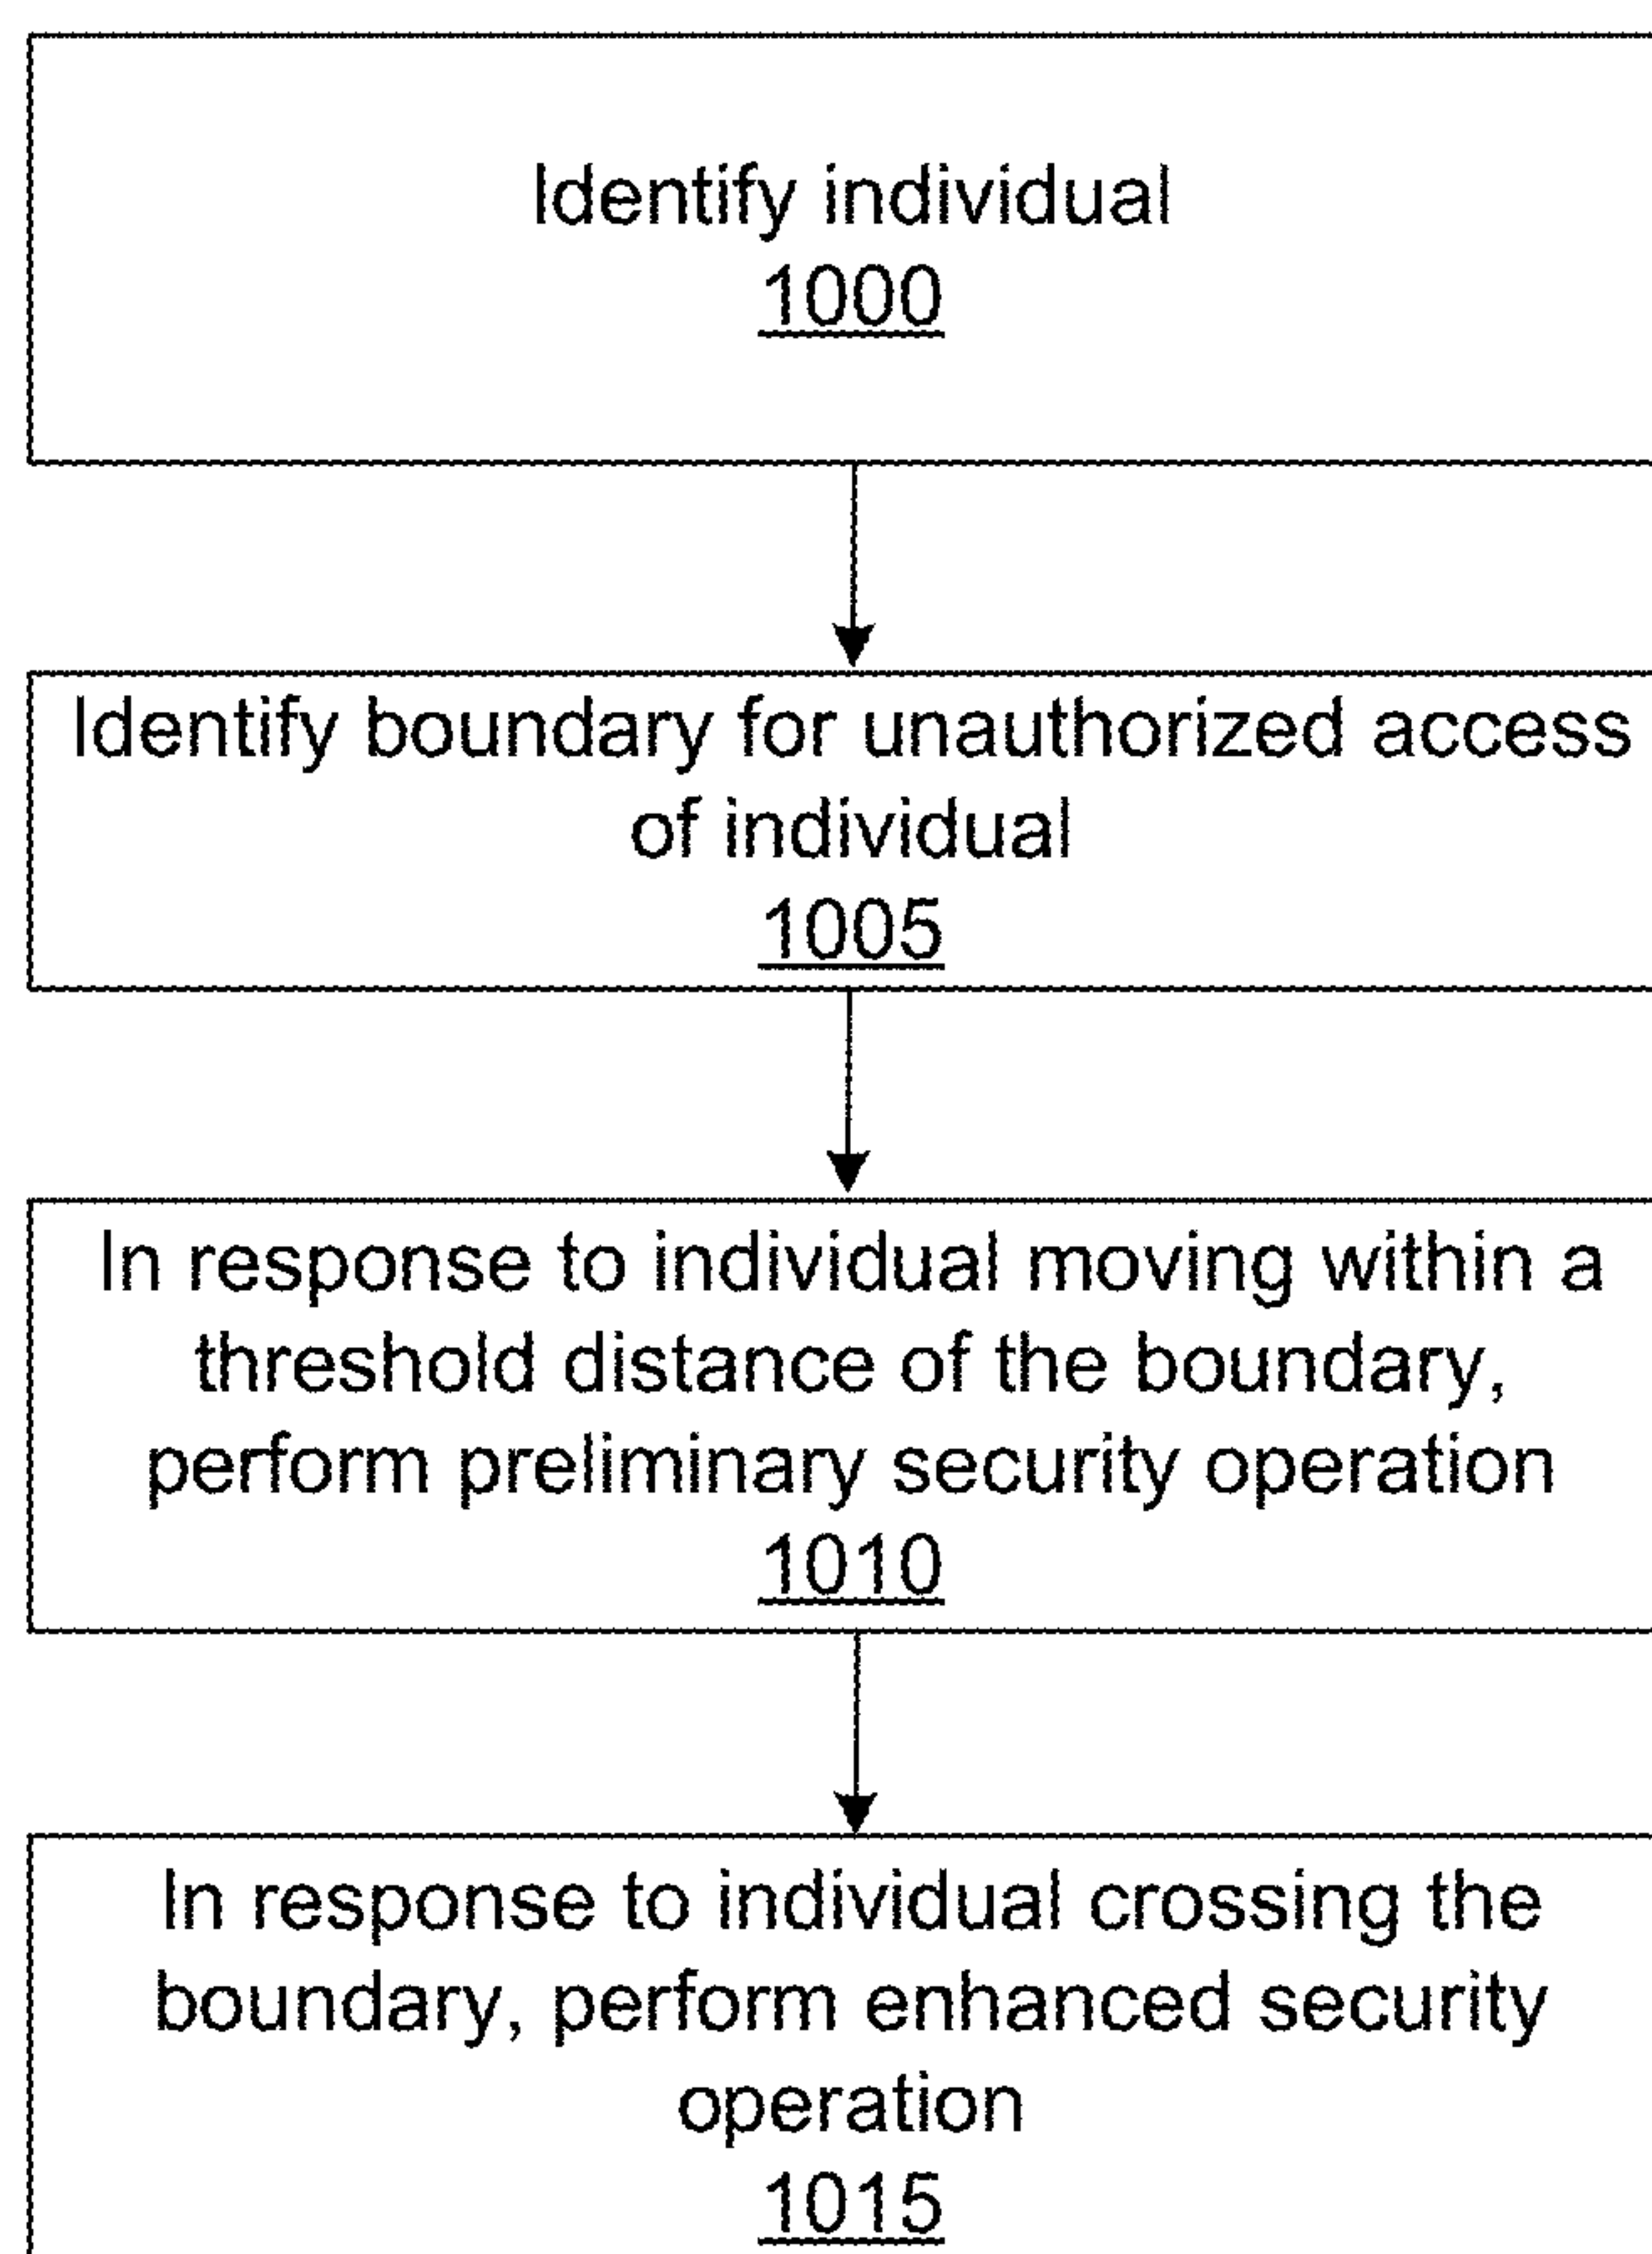 Identify individual
1000
Identify boundary for unauthorized access
of individual
1005
In response to individual moving within a
threshold distance of the boundary,
perform preliminary security operation
1010
In response to individual crossing the
boundary, perform enhanced security
operation
1015